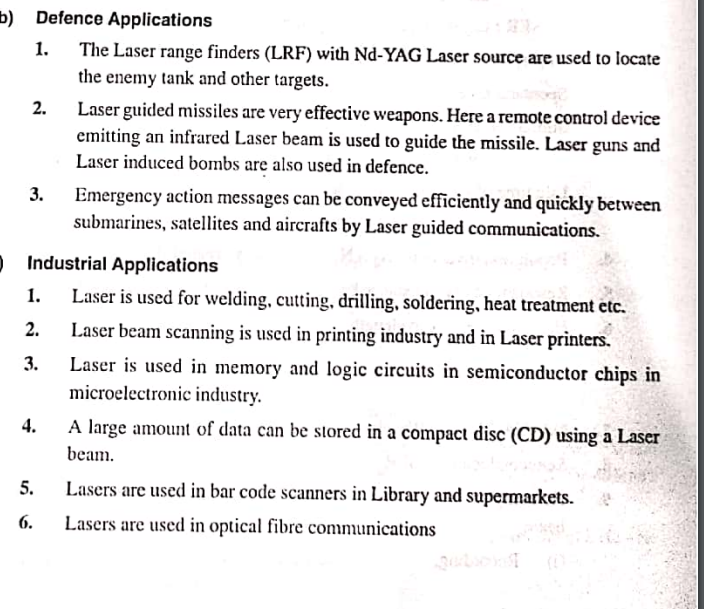 b) Defence Applications
1. The Laser range finders (LRF) with Nd-YAG Laser source are used to locate
the enemy tank and other targets.
2. Laser guided missiles are very effective weapons. Here a remote control device
emitting an infrared Laser beam is used to guide the missile. Laser guns and
Laser induced bombs are also used in defence.
3. Emergency action messages can be conveyed efficiently and quickly between
submarines, satellites and aircrafts by Laser guided communications.
) Industrial Applications
1. Laser is used for welding, cutting, drilling, soldering, heat treatment etc.
2. Laser beam scanning is used in printing industry and in Laser printers.
3. Laser is used in memory and logic circuits in semiconductor chips in
microelectronic industry.
4. A large amount of data can be stored in a compact disc (CD) using a Laser
beam.
5. Lasers are used in bar code scanners in Library and supermarkets.
6. Lasers are used in optical fibre communications